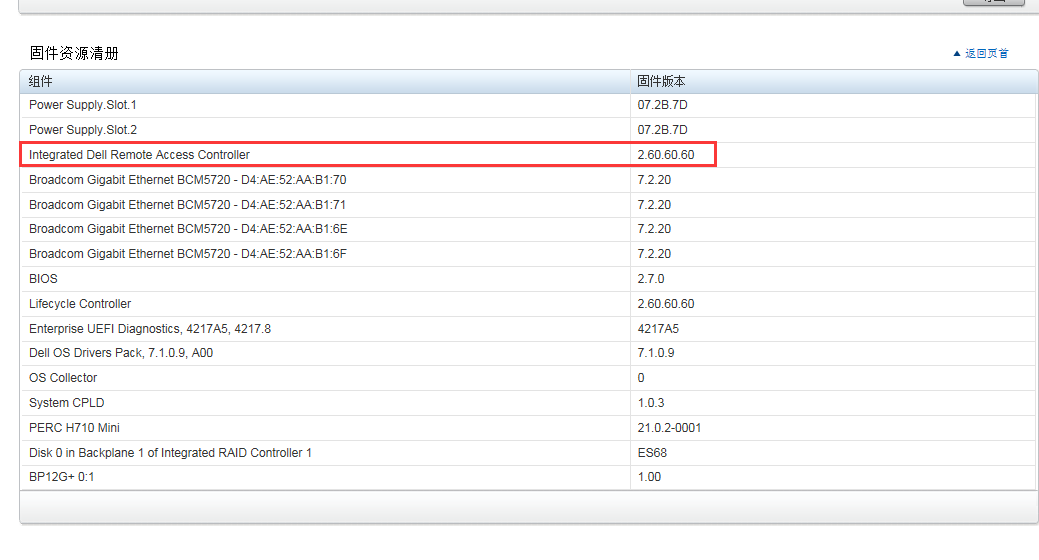 固件资源清册
▲ 返回页首
组件 固件版本
Power Supply.Slot.1 07.2B.7D
Power Supply.Slot.2 07.2B.7D
Integrated Dell Remote Access Controller 2.60.60.60
Broadcom Gigabit Ethernet BCM5720 - D4:AE:52:AA:B1:70 7.2.20
Broadcom Gigabit Ethernet BCM5720 - D4:AE:52:AA:B1:71 7.2.20
Broadcom Gigabit Ethernet BCM5720 - D4:AE:52:AA:B1:6E 7.2.20
Broadcom Gigabit Ethernet BCM5720 - D4:AE:52:AA:B1:6F 7.2.20
BIOS 2.7.0
Lifecycle Controller 2.60.60.60
Enterprise UEFI Diagnostics, 4217A5, 4217.8 4217A5
Dell OS Drivers Pack, 7.1.0.9, A00 7.1.0.9
OS Collector 0
System CPLD 1.0.3
PERC H710 Mini 21.0.2-0001
Disk 0 in Backplane 1 of Integrated RAID Controller 1 ES68
BP12G+ 0:1 1.00